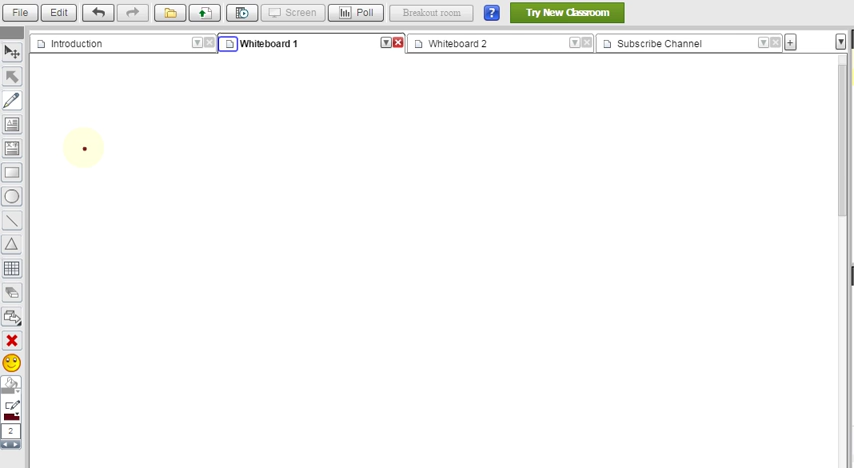 File Edit Screen Poll Breakout room ? Try New Classroom
Introduction Whiteboard 1 Whiteboard 2 Subscribe Channel +
2